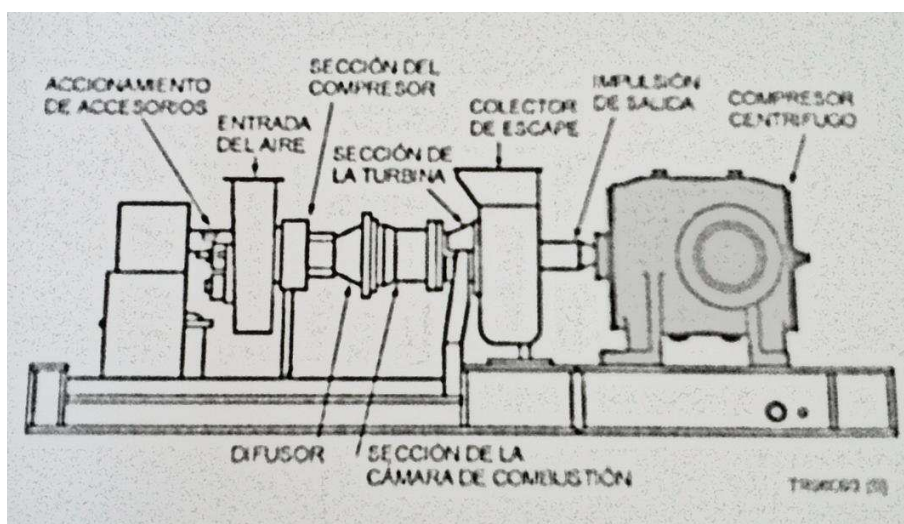 ACCIONAMIENTO
DE ACCESORIOS
ENTRADA
DEL AIRE
SECCIÓN DEL
COMPRESOR
SECCIÓN DE
LA TURBINA
COLECTOR
DE ESCAPE
IMPULSIÓN
DE SALIDA
COMPRESOR
CENTRIFUGO
DIFUSOR
SECCIÓN DE LA
CÁMARA DE COMBUSTIÓN